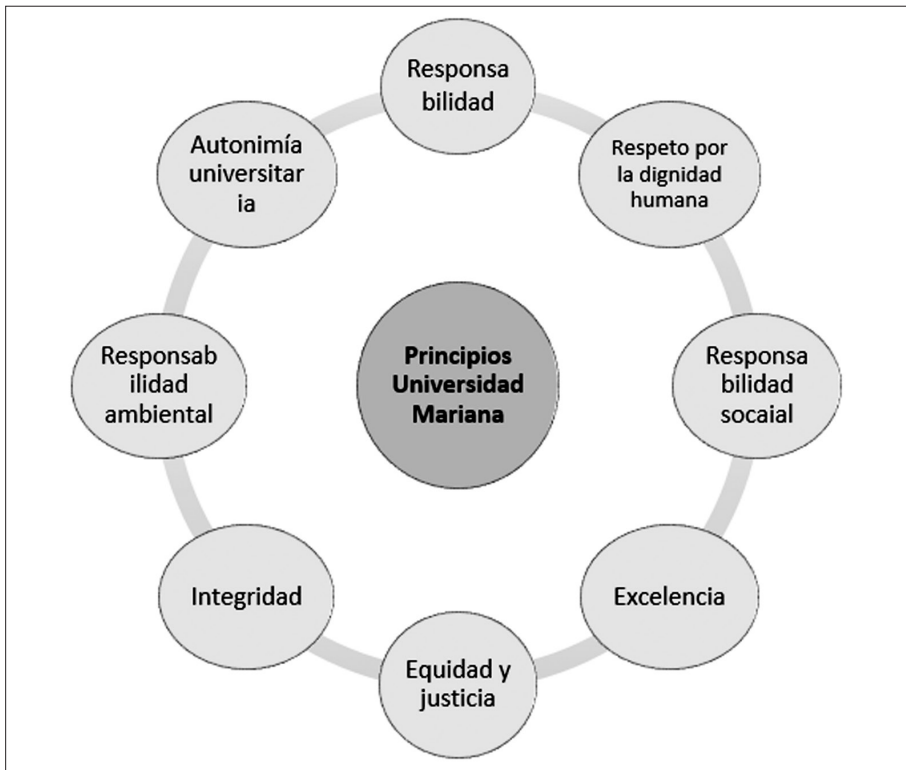 Responsa
bilidad
Respeto por
la dignidad
humana
Responsa
bilidad
socaial
Excelencia
Equidad y
justicia
Integridad
Responsab
ilidad
ambiental
Autonimía
universitar
ia
Principios
Universidad
Mariana